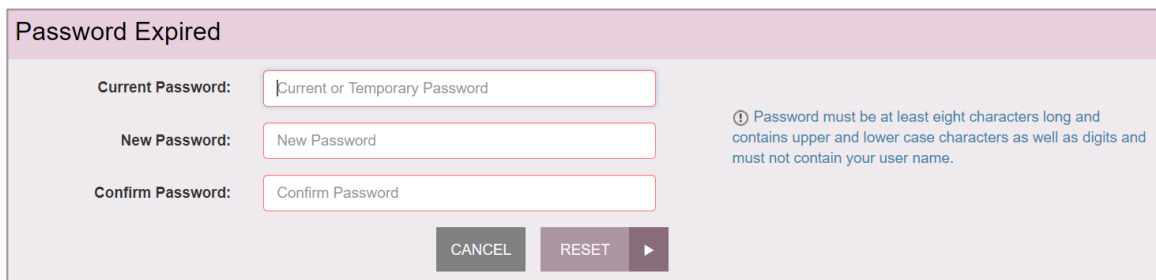 Password Expired
Current Password:
Current or Temporary Password
New Password:
New Password
Confirm Password:
Confirm Password
Password must be at least eight characters long and
contains upper and lower case characters as well as digits and
must not contain your user name.
CANCEL
RESET